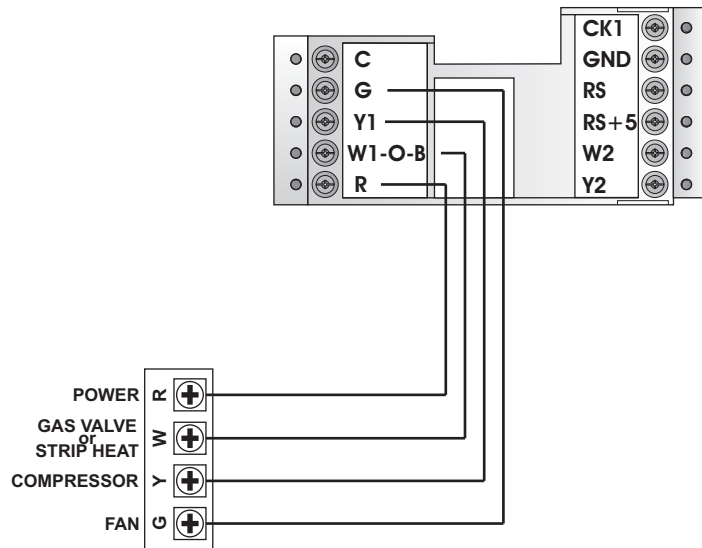 C
G
Y1
W1-O-B
R
CK1
GND
RS
RS+5
W2
Y2
POWER R
GAS VALVE
or
STRIP HEAT
W
COMPRESSOR Y
FAN G